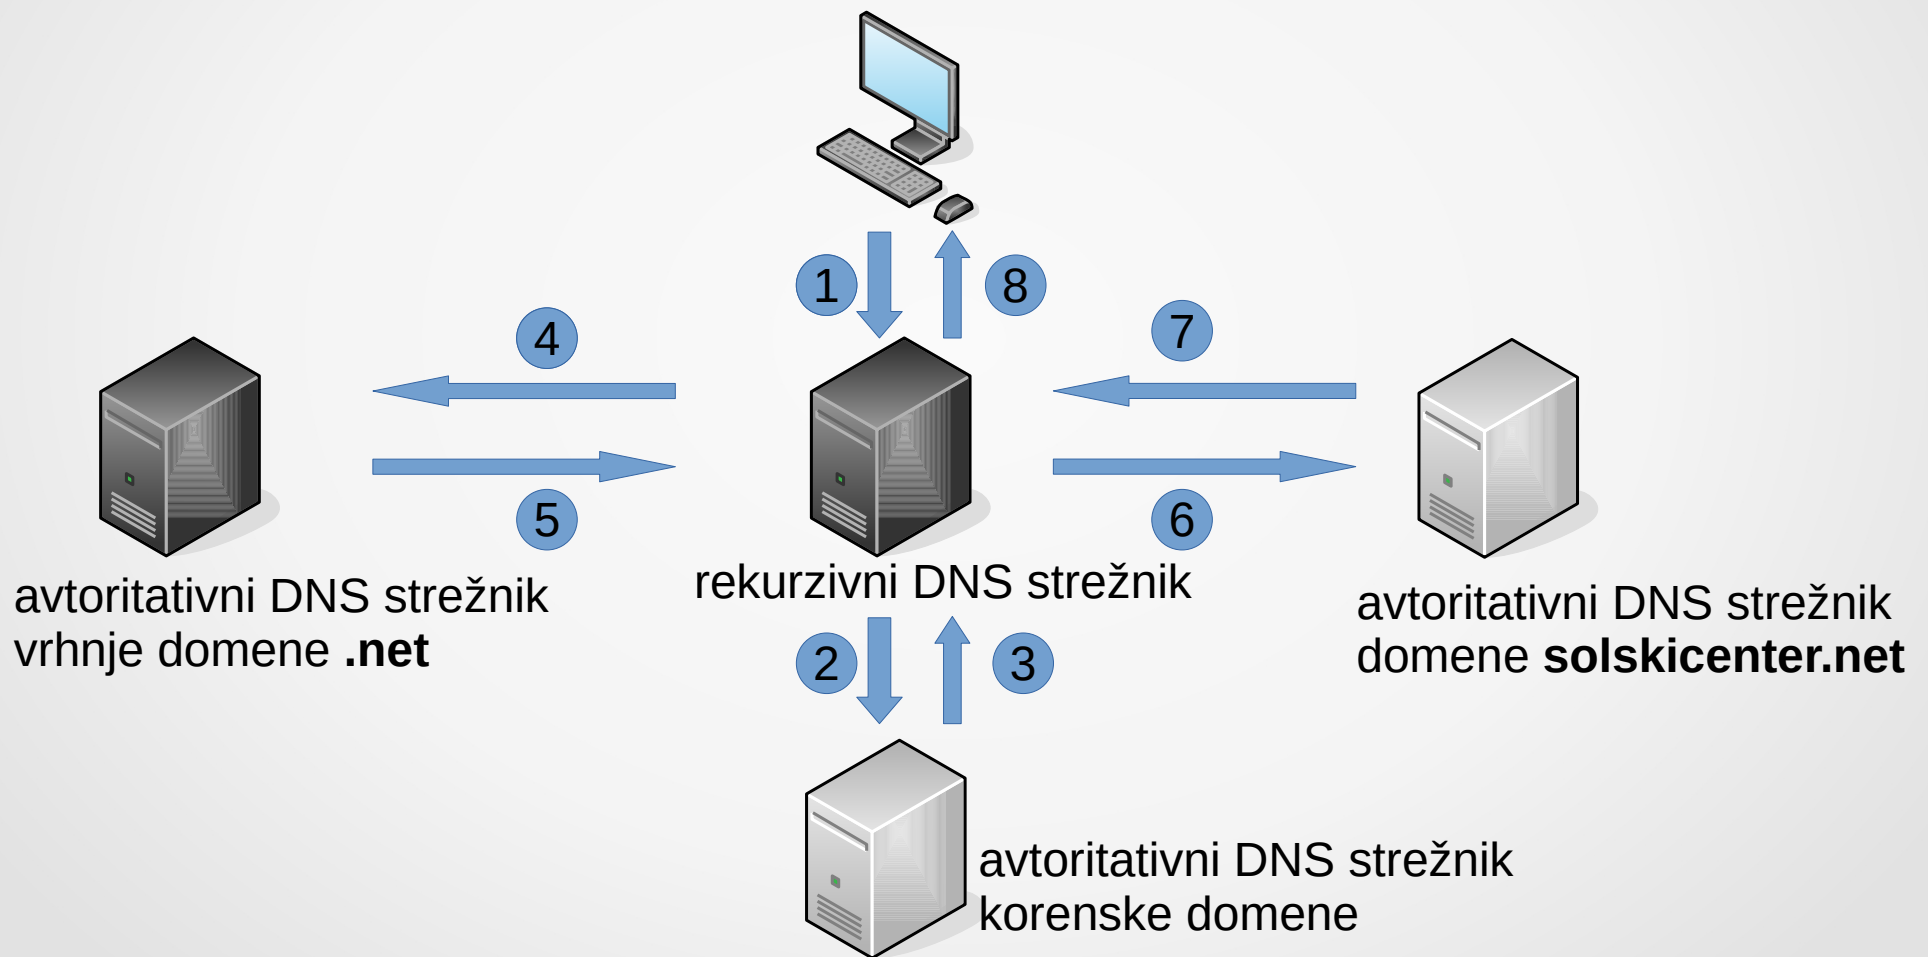 1
8
4
7
5
6
avtoritativni DNS strežnik
vrhnje domene .net
rekurzivni DNS strežnik
avtoritativni DNS strežnik
domene solskicenter.net
2
3
avtoritativni DNS strežnik
korenske domene